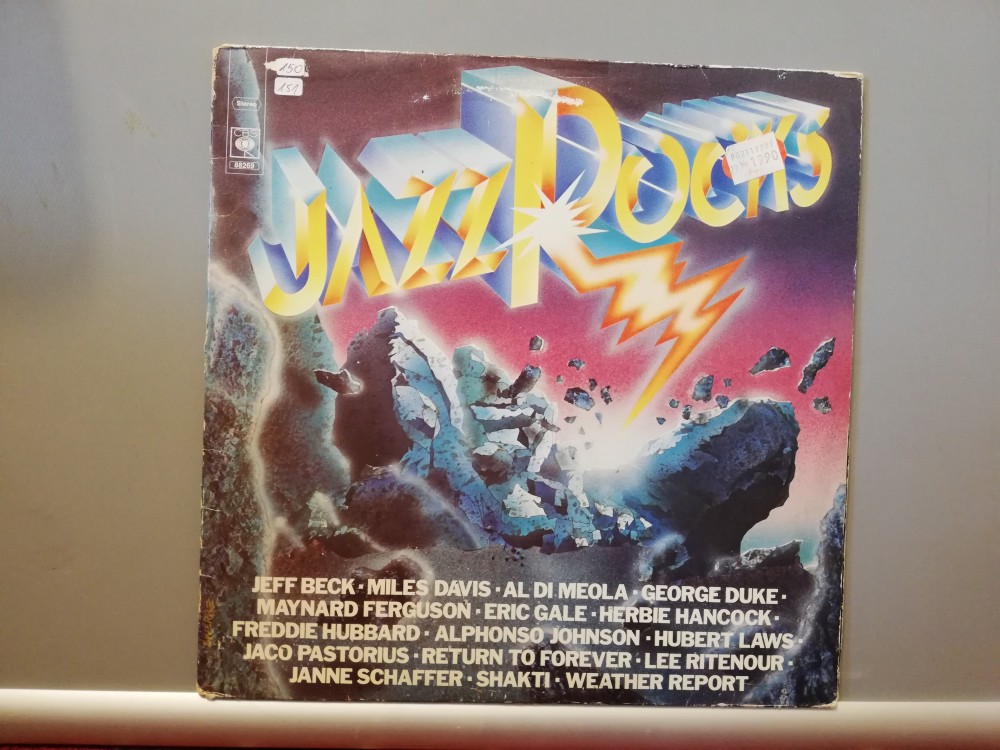 150
151
Stereo
CBS
88269
JAZZ ROCKS
1990
JEFF BECK · MILES DAVIS · AL DI MEOLA · GEORGE DUKE ·
MAYNARD FERGUSON · ERIC GALE · HERBIE HANCOCK ·
FREDDIE HUBBARD · ALPHONSO JOHNSON · HUBERT LAWS ·
JACO PASTORIUS · RETURN TO FOREVER · LEE RITENOUR ·
JANNE SCHAFFER · SHAKTI · WEATHER REPORT